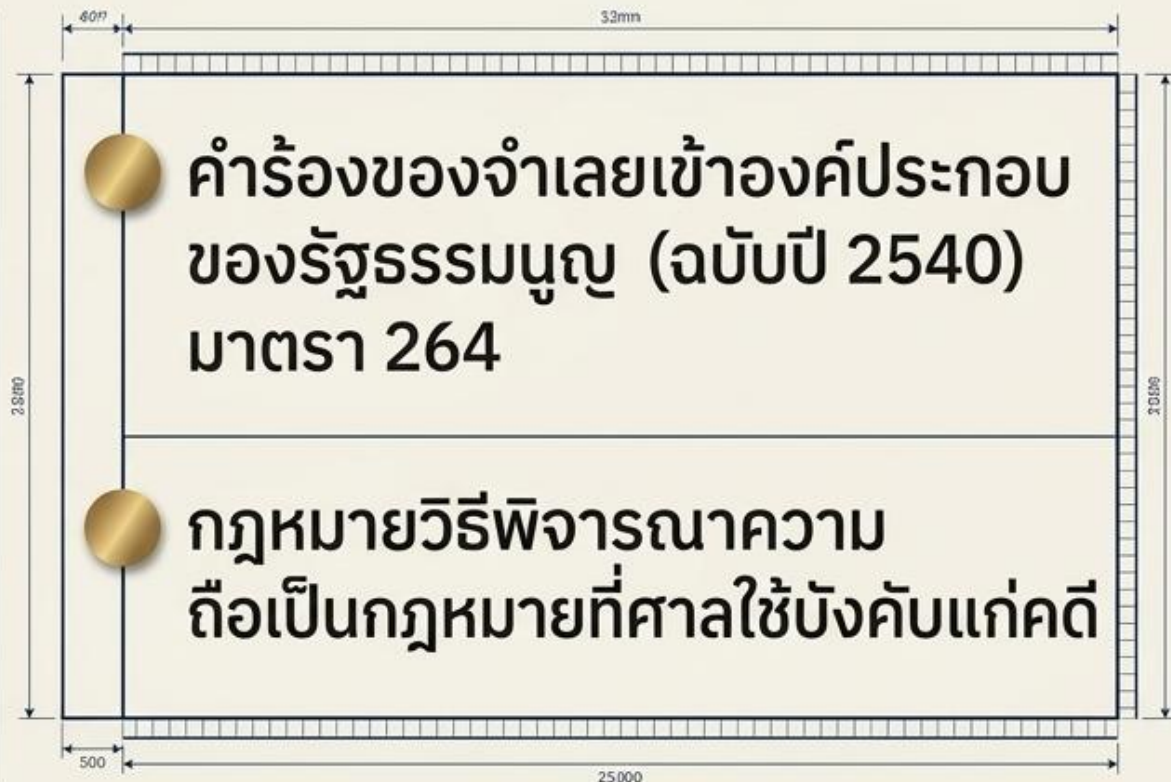 32mm
คำร้องของจำเลยเข้าองค์ประกอบ
ของรัฐธรรมนูญ (ฉบับปี 2540)
มาตรา 264
กฎหมายวิธีพิจารณาความ
ถือเป็นกฎหมายที่ศาลใช้บังคับแก่คดี
500
25000